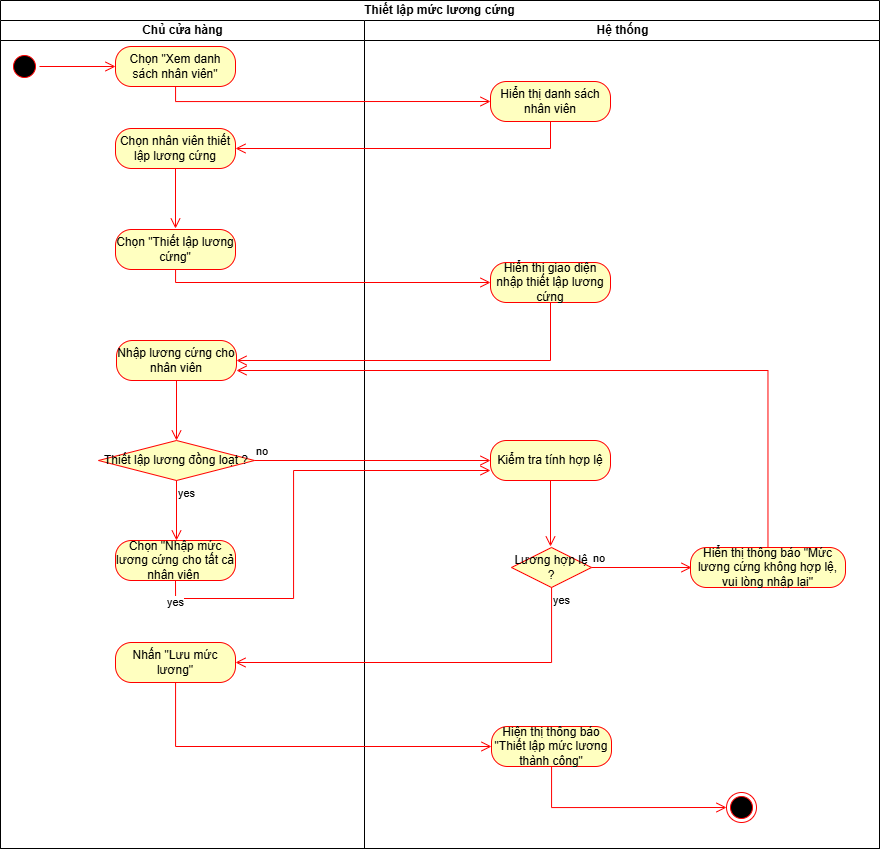 Thiết lập mức lương cứng
Chủ cửa hàng
Hệ thống
Chọn "Xem danh
sách nhân viên"
Hiển thị danh sách
nhân viên
Chọn nhân viên thiết
lập lương cứng
Chọn "Thiết lập lương
cứng"
Hiển thị giao diện
nhập thiết lập lương
cứng
Nhập lương cứng cho
nhân viên
Thiết lập lương đồng loạt ?
no
Kiểm tra tính hợp lệ
yes
Chọn "Nhập mức
lương cứng cho tất cả
nhân viên
yes
Lương hợp lệ
?
no
Hiển thị thông báo "Mức
lương cứng không hợp lệ,
vui lòng nhập lại"
yes
Nhấn "Lưu mức
lương"
Hiện thị thông báo
"Thiết lập mức lương
thành công"